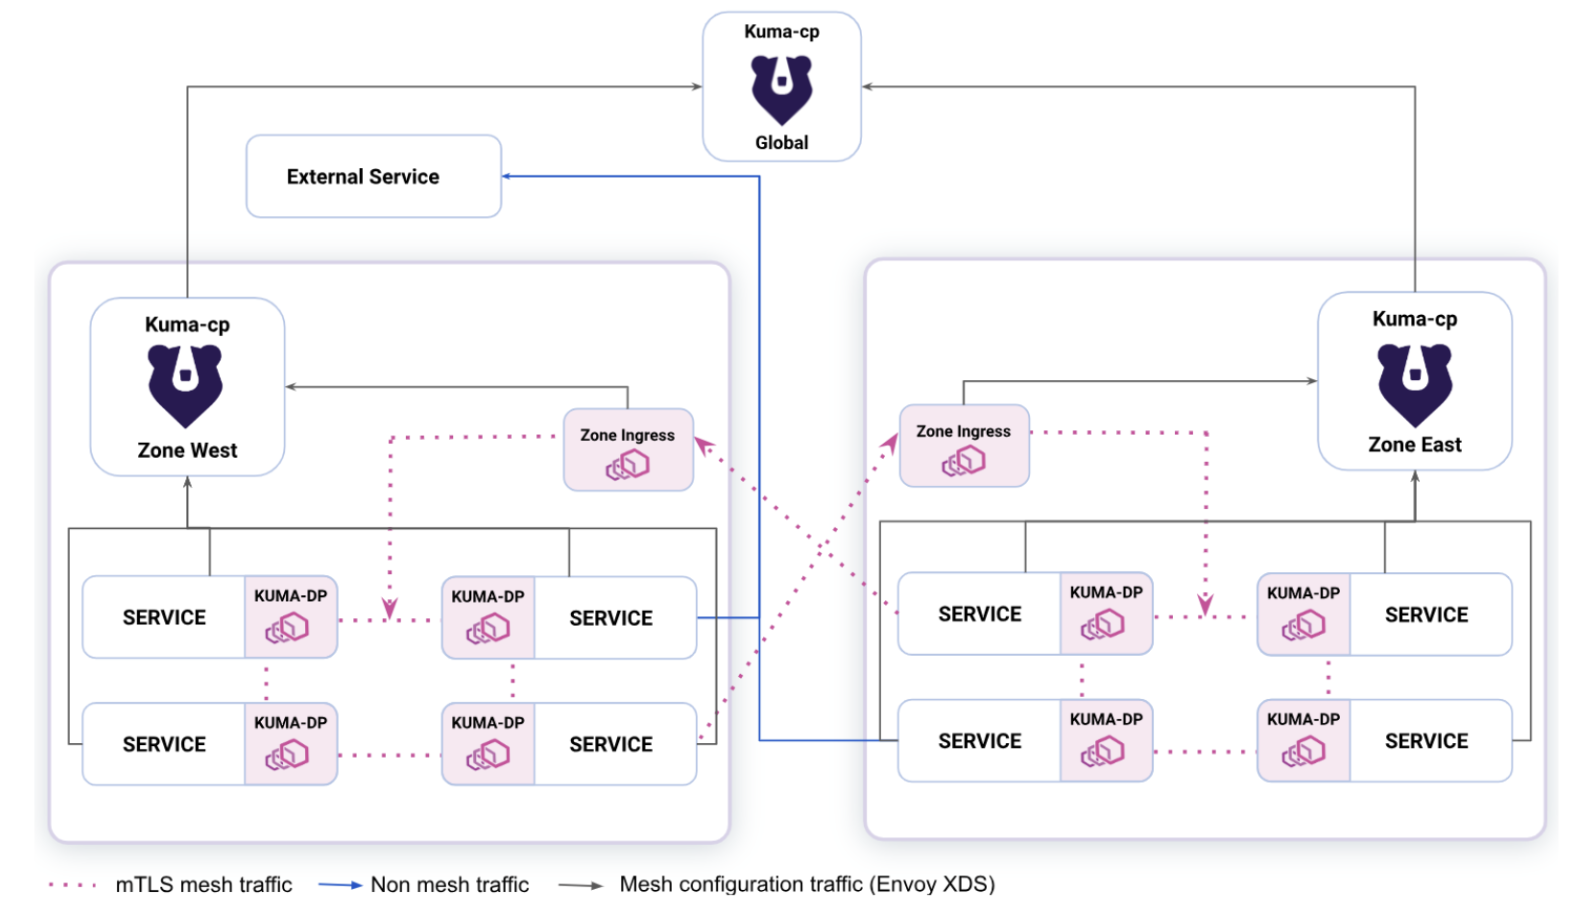 Kuma-cp
Global
External Service
Kuma-cp
Zone West
Zone Ingress
SERVICE
KUMA-DP
KUMA-DP
SERVICE
SERVICE
KUMA-DP
KUMA-DP
SERVICE
Kuma-cp
Zone East
Zone Ingress
SERVICE
KUMA-DP
KUMA-DP
SERVICE
SERVICE
KUMA-DP
KUMA-DP
SERVICE
mTLS mesh traffic
Non mesh traffic
Mesh configuration traffic (Envoy XDS)